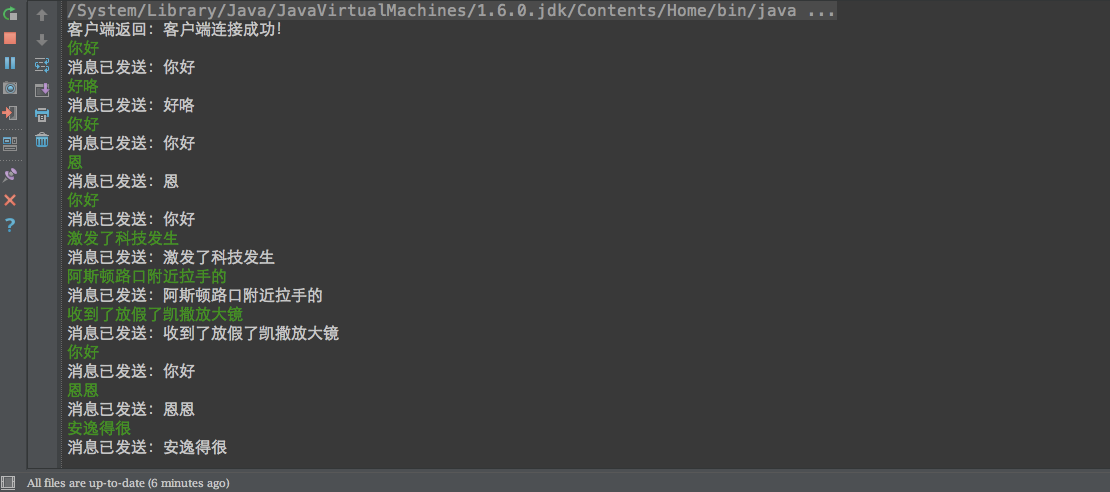 /System/Library/Java/JavaVirtualMachines/1.6.0.jdk/Contents/Home/bin/java ...
客户端返回：客户端连接成功！
你好
消息已发送：你好
好咯
消息已发送：好咯
你好
消息已发送：你好
恩
消息已发送：恩
你好
消息已发送：你好
激发了科技发生
消息已发送：激发了科技发生
阿斯顿路口附近拉手的
消息已发送：阿斯顿路口附近拉手的
收到了放假了凯撒放大镜
消息已发送：收到了放假了凯撒放大镜
你好
消息已发送：你好
恩恩
消息已发送：恩恩
安逸得很
消息已发送：安逸得很
All files are up-to-date (6 minutes ago)